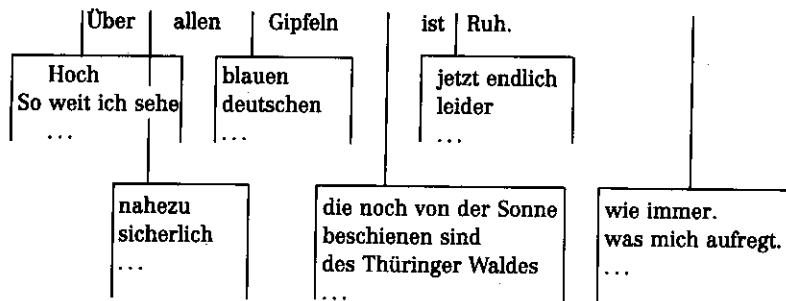 Über allen Gipfeln ist Ruh.
Hoch
So weit ich sehe
...
blauen
deutschen
...
jetzt endlich
leider
...
nahezu
sicherlich
...
die noch von der Sonne
beschienen sind
des Thüringer Waldes
...
wie immer.
was mich aufregt.
...